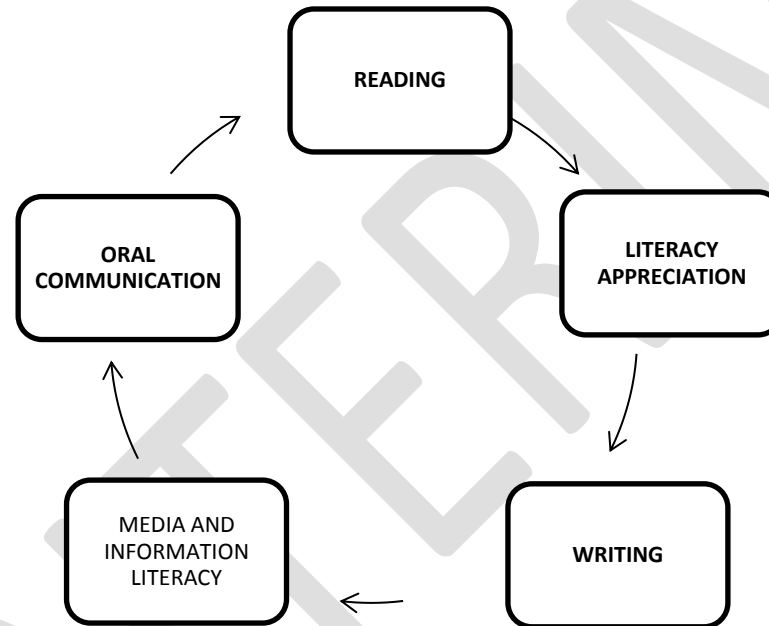 READING
LITERACY
APPRECIATION
WRITING
MEDIA AND
INFORMATION
LITERACY
ORAL
COMMUNICATION